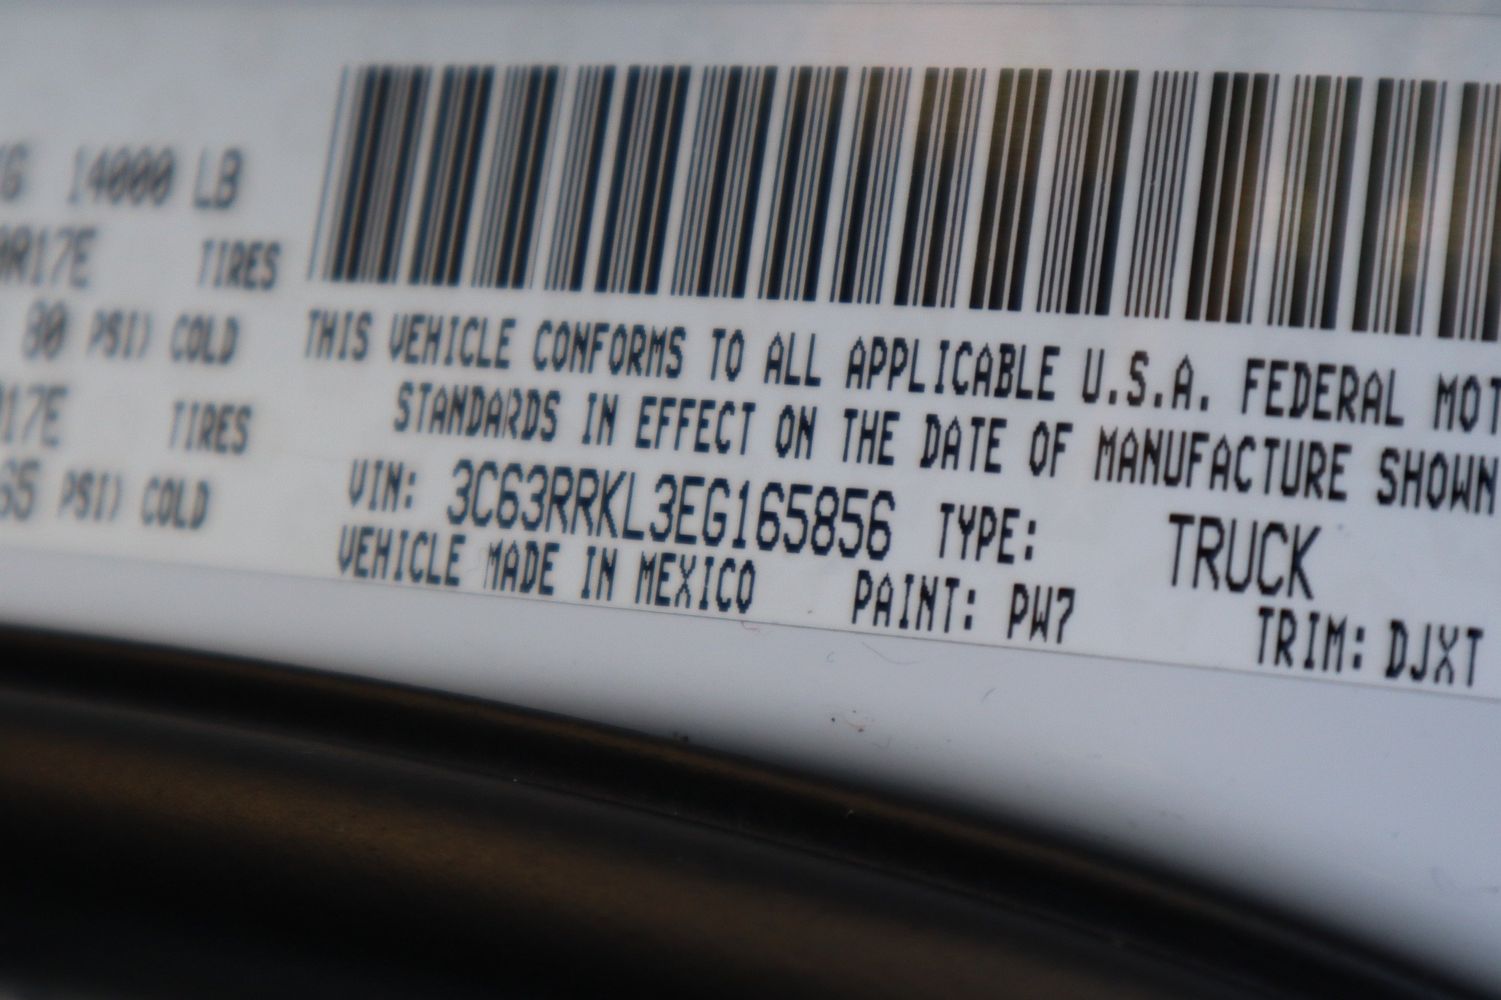 14000 LB
TIRES
80 PSI) COLD
TIRES
65 PSI) COLD
THIS VEHICLE CONFORMS TO ALL APPLICABLE U.S.A. FEDERAL MOT
STANDARDS IN EFFECT ON THE DATE OF MANUFACTURE SHOWN
VIN: 3C63RRKL3EG165856 TYPE: TRUCK
VEHICLE MADE IN MEXICO PAINT: PW7 TRIM: DJXT